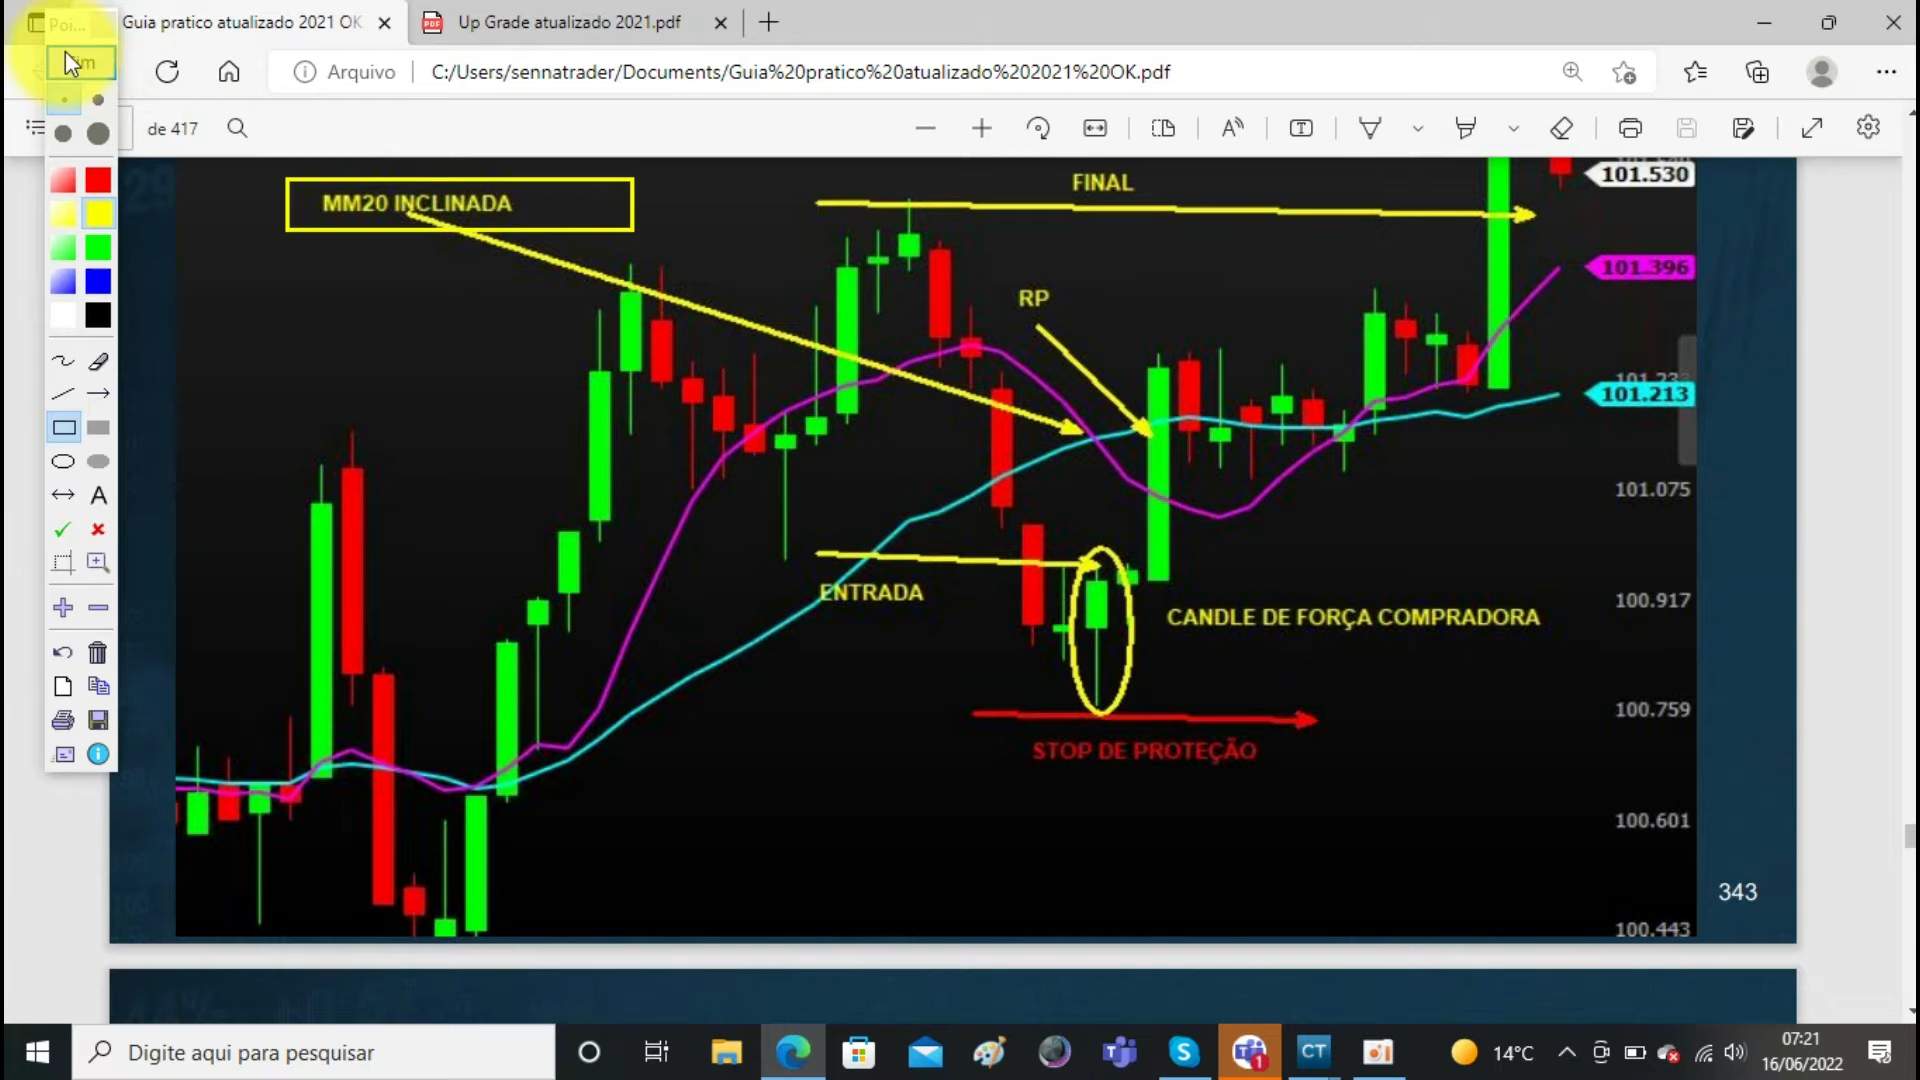 Poi...
Guia pratico atualizado 2021 OK
Up Grade atualizado 2021.pdf
Arquivo
C:/Users/sennatrader/Documents/Guia%20pratico%20atualizado%202021%20OK.pdf
de 417
MM20 INCLINADA
FINAL
101.530
101.396
RP
101.213
101.075
ENTRADA
100.917
CANDLE DE FORÇA COMPRADORA
100.759
STOP DE PROTEÇÃO
100.601
343
100.443
Digite aqui para pesquisar
CT
14°C
07:21
16/06/2022